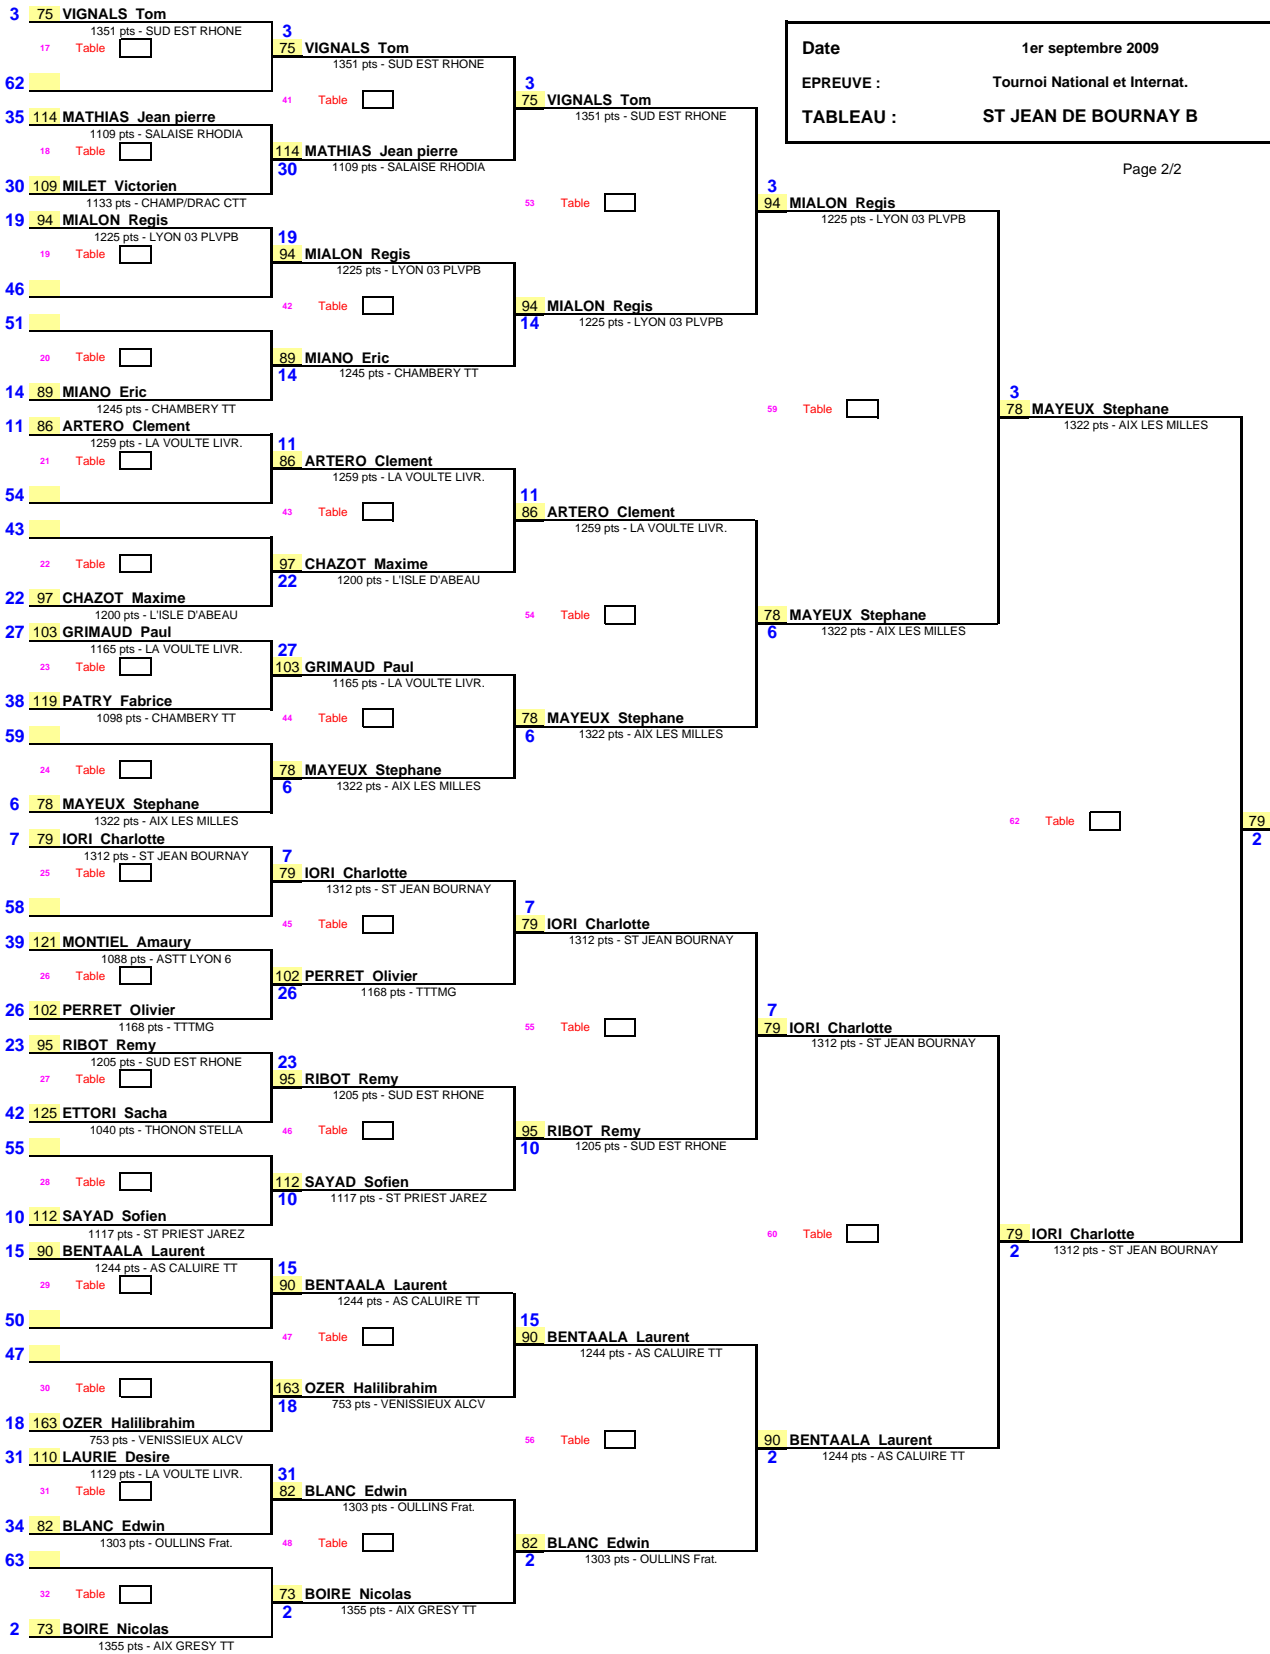 Date 1er septembre 2009
EPREUVE : Tournoi National et Internat.
TABLEAU : ST JEAN DE BOURNAY B
Page 2/2
3 75 VIGNALS Tom
1351 pts - SUD EST RHONE
17 Table
62
35 114 MATHIAS Jean pierre
1109 pts - SALAISE RHODIA
18 Table
30 109 MILET Victorien
1133 pts - CHAMP/DRAC CTT
19 94 MIALON Regis
1225 pts - LYON 03 PLVPB
19 Table
46
51
20 Table
14 89 MIANO Eric
1245 pts - CHAMBERY TT
11 86 ARTERO Clement
1259 pts - LA VOULTE LIVR.
21 Table
54
43
22 Table
22 97 CHAZOT Maxime
1200 pts - L'ISLE D'ABEAU
27 103 GRIMAUD Paul
1165 pts - LA VOULTE LIVR.
23 Table
38 119 PATRY Fabrice
1098 pts - CHAMBERY TT
59
24 Table
6 78 MAYEUX Stephane
1322 pts - AIX LES MILLES
7 79 IORI Charlotte
1312 pts - ST JEAN BOURNAY
25 Table
58
39 121 MONTIEL Amaury
1088 pts - ASTT LYON 6
26 Table
26 102 PERRET Olivier
1168 pts - TTTMG
23 95 RIBOT Remy
1205 pts - SUD EST RHONE
27 Table
42 125 ETTORI Sacha
1040 pts - THONON STELLA
55
28 Table
10 112 SAYAD Sofien
1117 pts - ST PRIEST JAREZ
15 90 BENTAALA Laurent
1244 pts - AS CALUIRE TT
29 Table
50
47
30 Table
18 163 OZER Halilibrahim
753 pts - VENISSIEUX ALCV
31 110 LAURIE Desire
1129 pts - LA VOULTE LIVR.
31 Table
34 82 BLANC Edwin
1303 pts - OULLINS Frat.
63
32 Table
2 73 BOIRE Nicolas
1355 pts - AIX GRESY TT
3
75 VIGNALS Tom
1351 pts - SUD EST RHONE
41 Table
114 MATHIAS Jean pierre
30 1109 pts - SALAISE RHODIA
19
94 MIALON Regis
1225 pts - LYON 03 PLVPB
42 Table
89 MIANO Eric
14 1245 pts - CHAMBERY TT
11
86 ARTERO Clement
1259 pts - LA VOULTE LIVR.
43 Table
97 CHAZOT Maxime
22 1200 pts - L'ISLE D'ABEAU
27
103 GRIMAUD Paul
1165 pts - LA VOULTE LIVR.
44 Table
78 MAYEUX Stephane
6 1322 pts - AIX LES MILLES
7
79 IORI Charlotte
1312 pts - ST JEAN BOURNAY
45 Table
102 PERRET Olivier
26 1168 pts - TTTMG
23
95 RIBOT Remy
1205 pts - SUD EST RHONE
46 Table
112 SAYAD Sofien
10 1117 pts - ST PRIEST JAREZ
15
90 BENTAALA Laurent
1244 pts - AS CALUIRE TT
47 Table
163 OZER Halilibrahim
18 753 pts - VENISSIEUX ALCV
31
82 BLANC Edwin
1303 pts - OULLINS Frat.
48 Table
73 BOIRE Nicolas
2 1355 pts - AIX GRESY TT
3
75 VIGNALS Tom
1351 pts - SUD EST RHONE
53 Table
94 MIALON Regis
14 1225 pts - LYON 03 PLVPB
11
86 ARTERO Clement
1259 pts - LA VOULTE LIVR.
54 Table
78 MAYEUX Stephane
6 1322 pts - AIX LES MILLES
7
79 IORI Charlotte
1312 pts - ST JEAN BOURNAY
55 Table
95 RIBOT Remy
10 1205 pts - SUD EST RHONE
15
90 BENTAALA Laurent
1244 pts - AS CALUIRE TT
56 Table
82 BLANC Edwin
2 1303 pts - OULLINS Frat.
3
94 MIALON Regis
1225 pts - LYON 03 PLVPB
59 Table
78 MAYEUX Stephane
6 1322 pts - AIX LES MILLES
7
79 IORI Charlotte
1312 pts - ST JEAN BOURNAY
60 Table
90 BENTAALA Laurent
2 1244 pts - AS CALUIRE TT
3
78 MAYEUX Stephane
1322 pts - AIX LES MILLES
62 Table
79 IORI Charlotte
2 1312 pts - ST JEAN BOURNAY
79
2